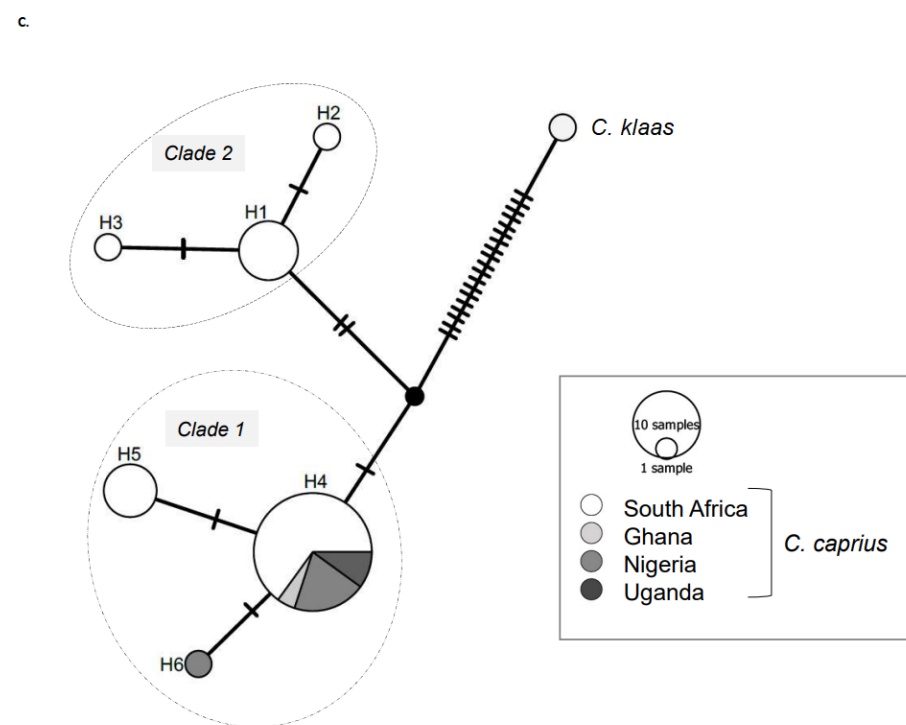 c.
H2
Clade 2
C. klaas
H3
H1
Clade 1
H5
H4
H6
10 samples
1 sample
South Africa
Ghana
Nigeria
Uganda
C. caprius